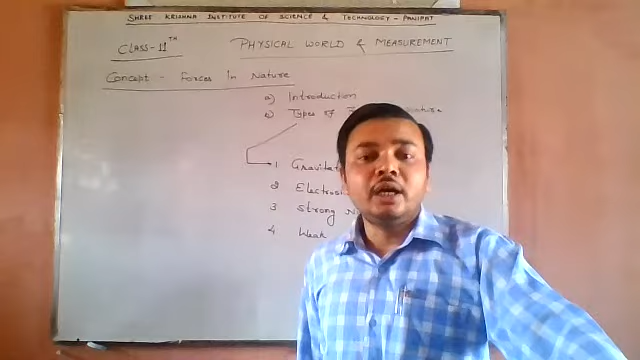 SHREE KRISHNA INSTITUTE OF SCIENCE & TECHNOLOGY - PANIPAT
CLASS-11TH PHYSICAL WORLD & MEASUREMENT
Concept - Forces in Nature
a) Introduction
b) Types of
1 Gravitat
2
3 Strong N
4 Weak